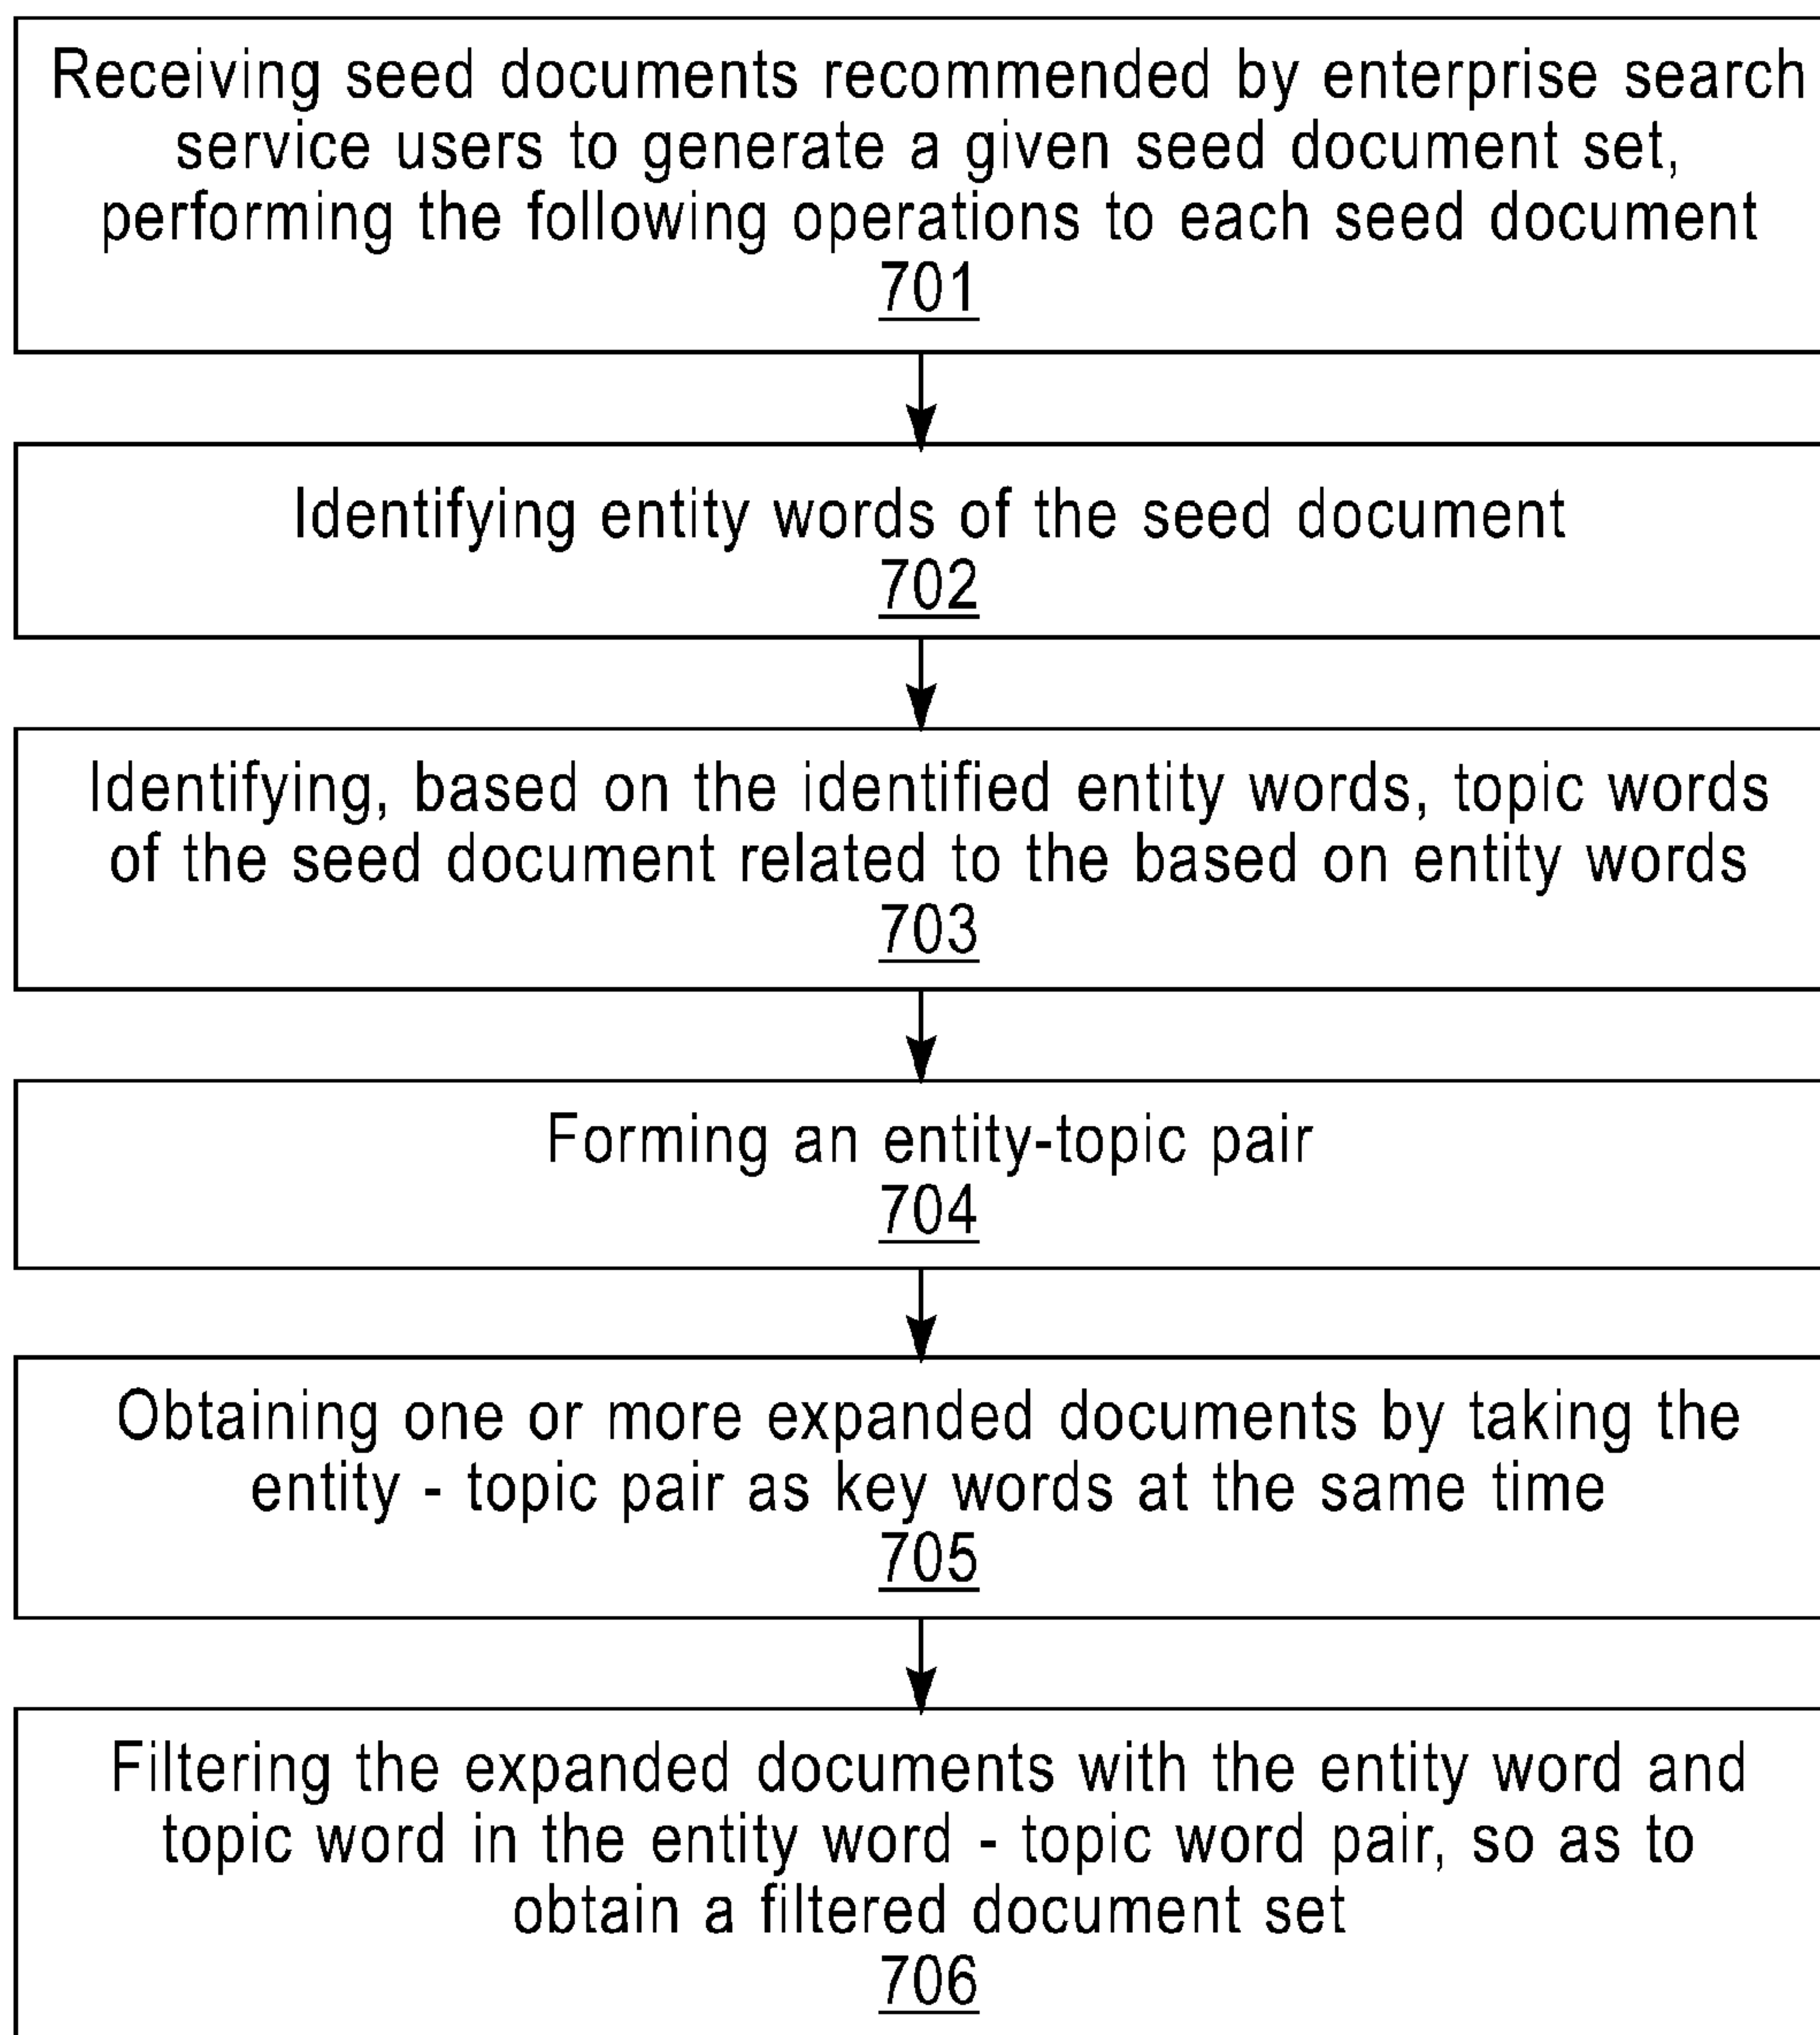 Receiving seed documents recommended by enterprise search
service users to generate a given seed document set,
performing the following operations to each seed document
701
Identifying entity words of the seed document
702
Identifying, based on the identified entity words, topic words
of the seed document related to the based on entity words
703
Forming an entity-topic pair
704
Obtaining one or more expanded documents by taking the
entity - topic pair as key words at the same time
705
Filtering the expanded documents with the entity word and
topic word in the entity word - topic word pair, so as to
obtain a filtered document set
706